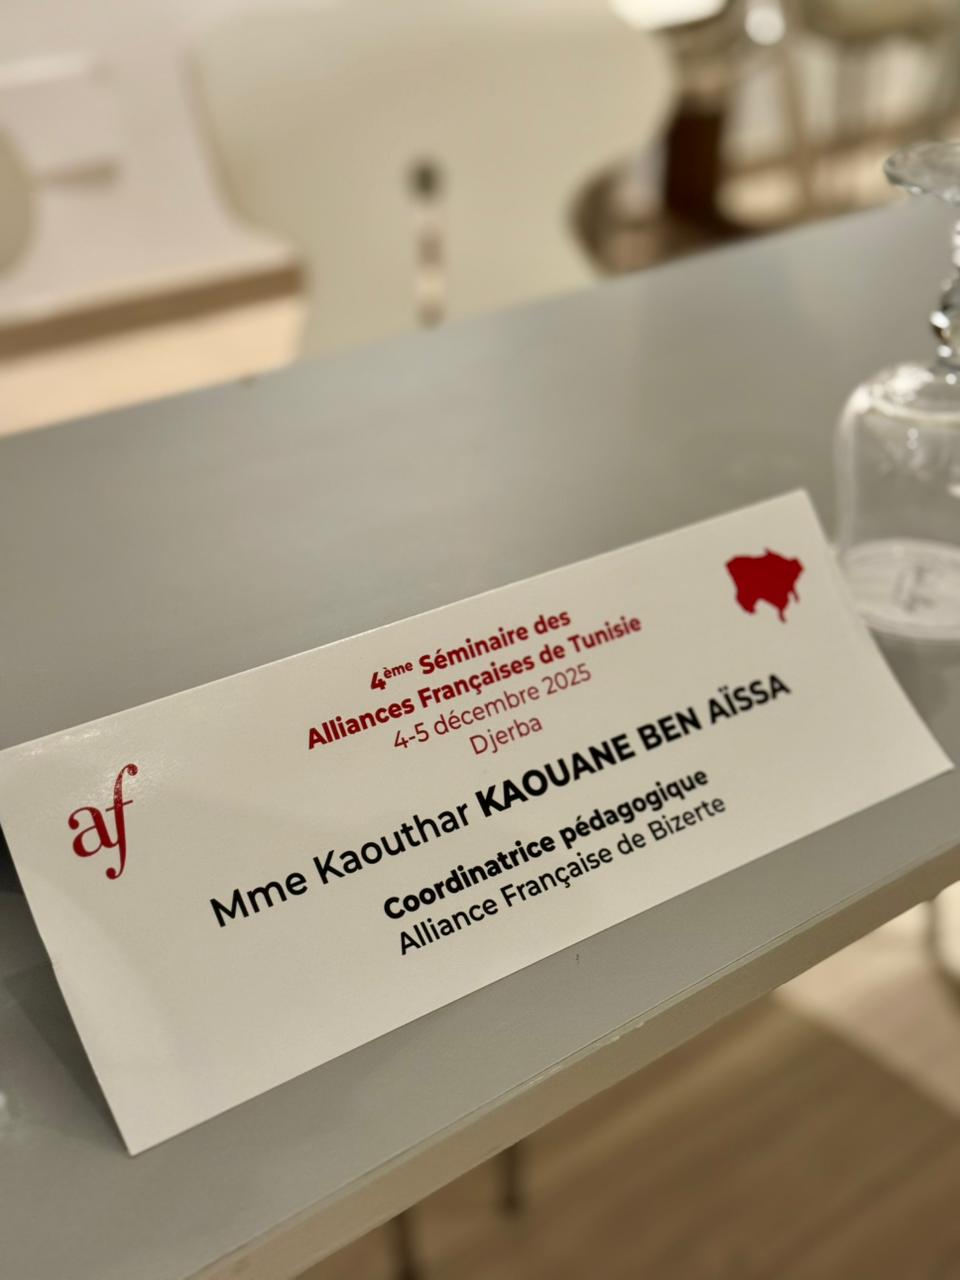 4ème Séminaire des
Alliances Françaises de Tunisie
4-5 décembre 2025
Djerba
af
Mme Kaouthar KAOUANE BEN AÏSSA
Coordinatrice pédagogique
Alliance Française de Bizerte